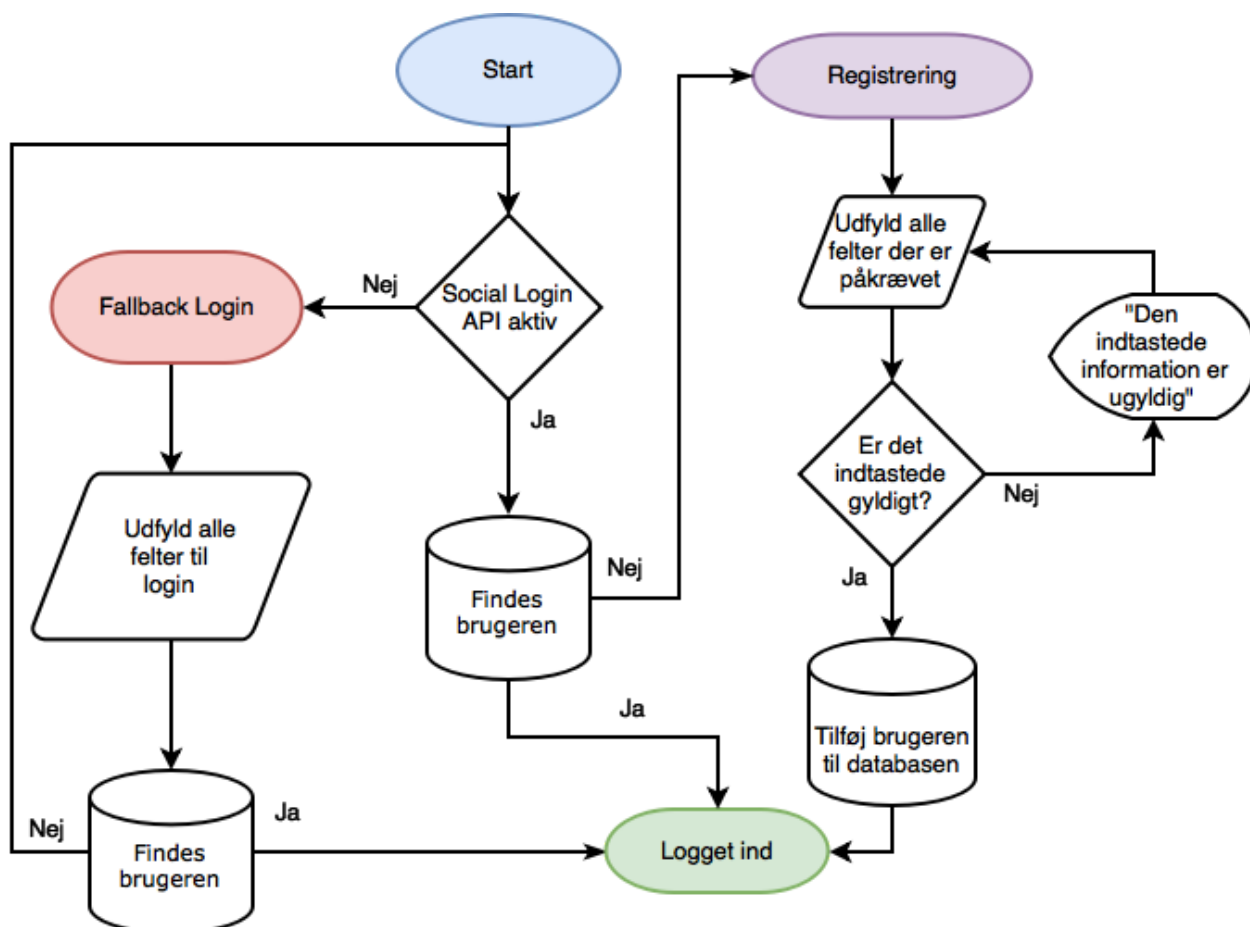 Start
Registrering
Udfyld alle
felter der er
påkrævet
Nej
Social Login
API aktiv
Fallback Login
"Den
indtastede
information er
ugyldig"
Ja
Er det
indtastede
gyldigt?
Nej
Udfyld alle
felter til
login
Findes
brugeren
Nej
Ja
Ja
Tilføj brugeren
til databasen
Nej
Ja
Findes
brugeren
Logget ind